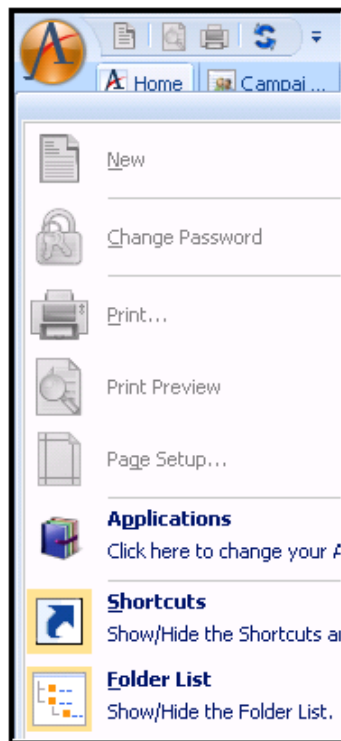 Home Campai ...
New
Change Password
Print...
Print Preview
Page Setup...
Applications
Click here to change your A
Shortcuts
Show/Hide the Shortcuts a
Folder List
Show/Hide the Folder List.